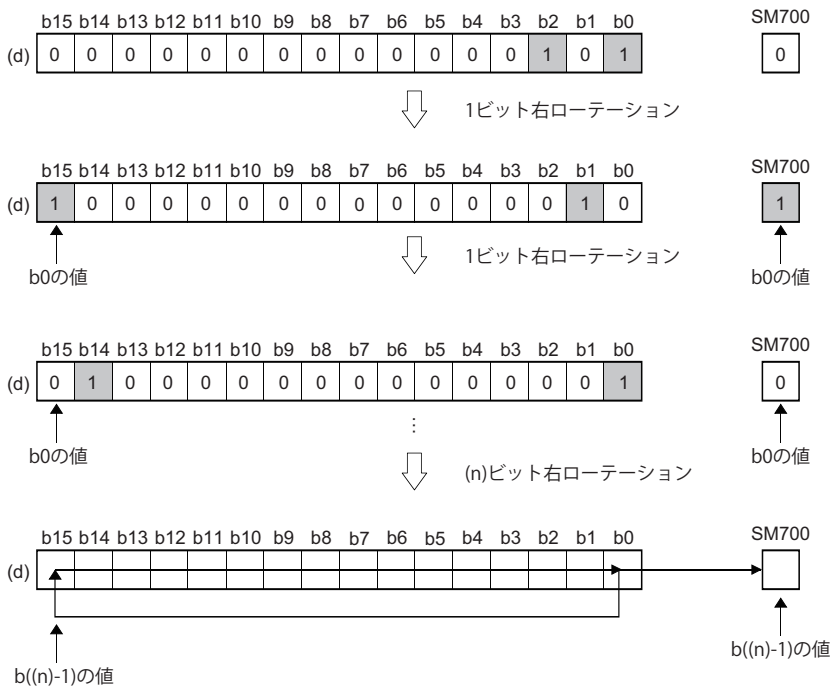 b15 b14 b13 b12 b11 b10 b9 b8 b7 b6 b5 b4 b3 b2 b1 b0 SM700
(d) 0 0 0 0 0 0 0 0 0 0 0 0 0 1 0 1 0
1ビット右ローテーション
b15 b14 b13 b12 b11 b10 b9 b8 b7 b6 b5 b4 b3 b2 b1 b0 SM700
(d) 1 0 0 0 0 0 0 0 0 0 0 0 0 0 1 0 1
b0の値 1ビット右ローテーション b0の値
b15 b14 b13 b12 b11 b10 b9 b8 b7 b6 b5 b4 b3 b2 b1 b0 SM700
(d) 0 1 0 0 0 0 0 0 0 0 0 0 0 0 0 1 0
⋮
b0の値 (n)ビット右ローテーション b0の値
b15 b14 b13 b12 b11 b10 b9 b8 b7 b6 b5 b4 b3 b2 b1 b0 SM700
(d)
b((n)-1)の値 b((n)-1)の値